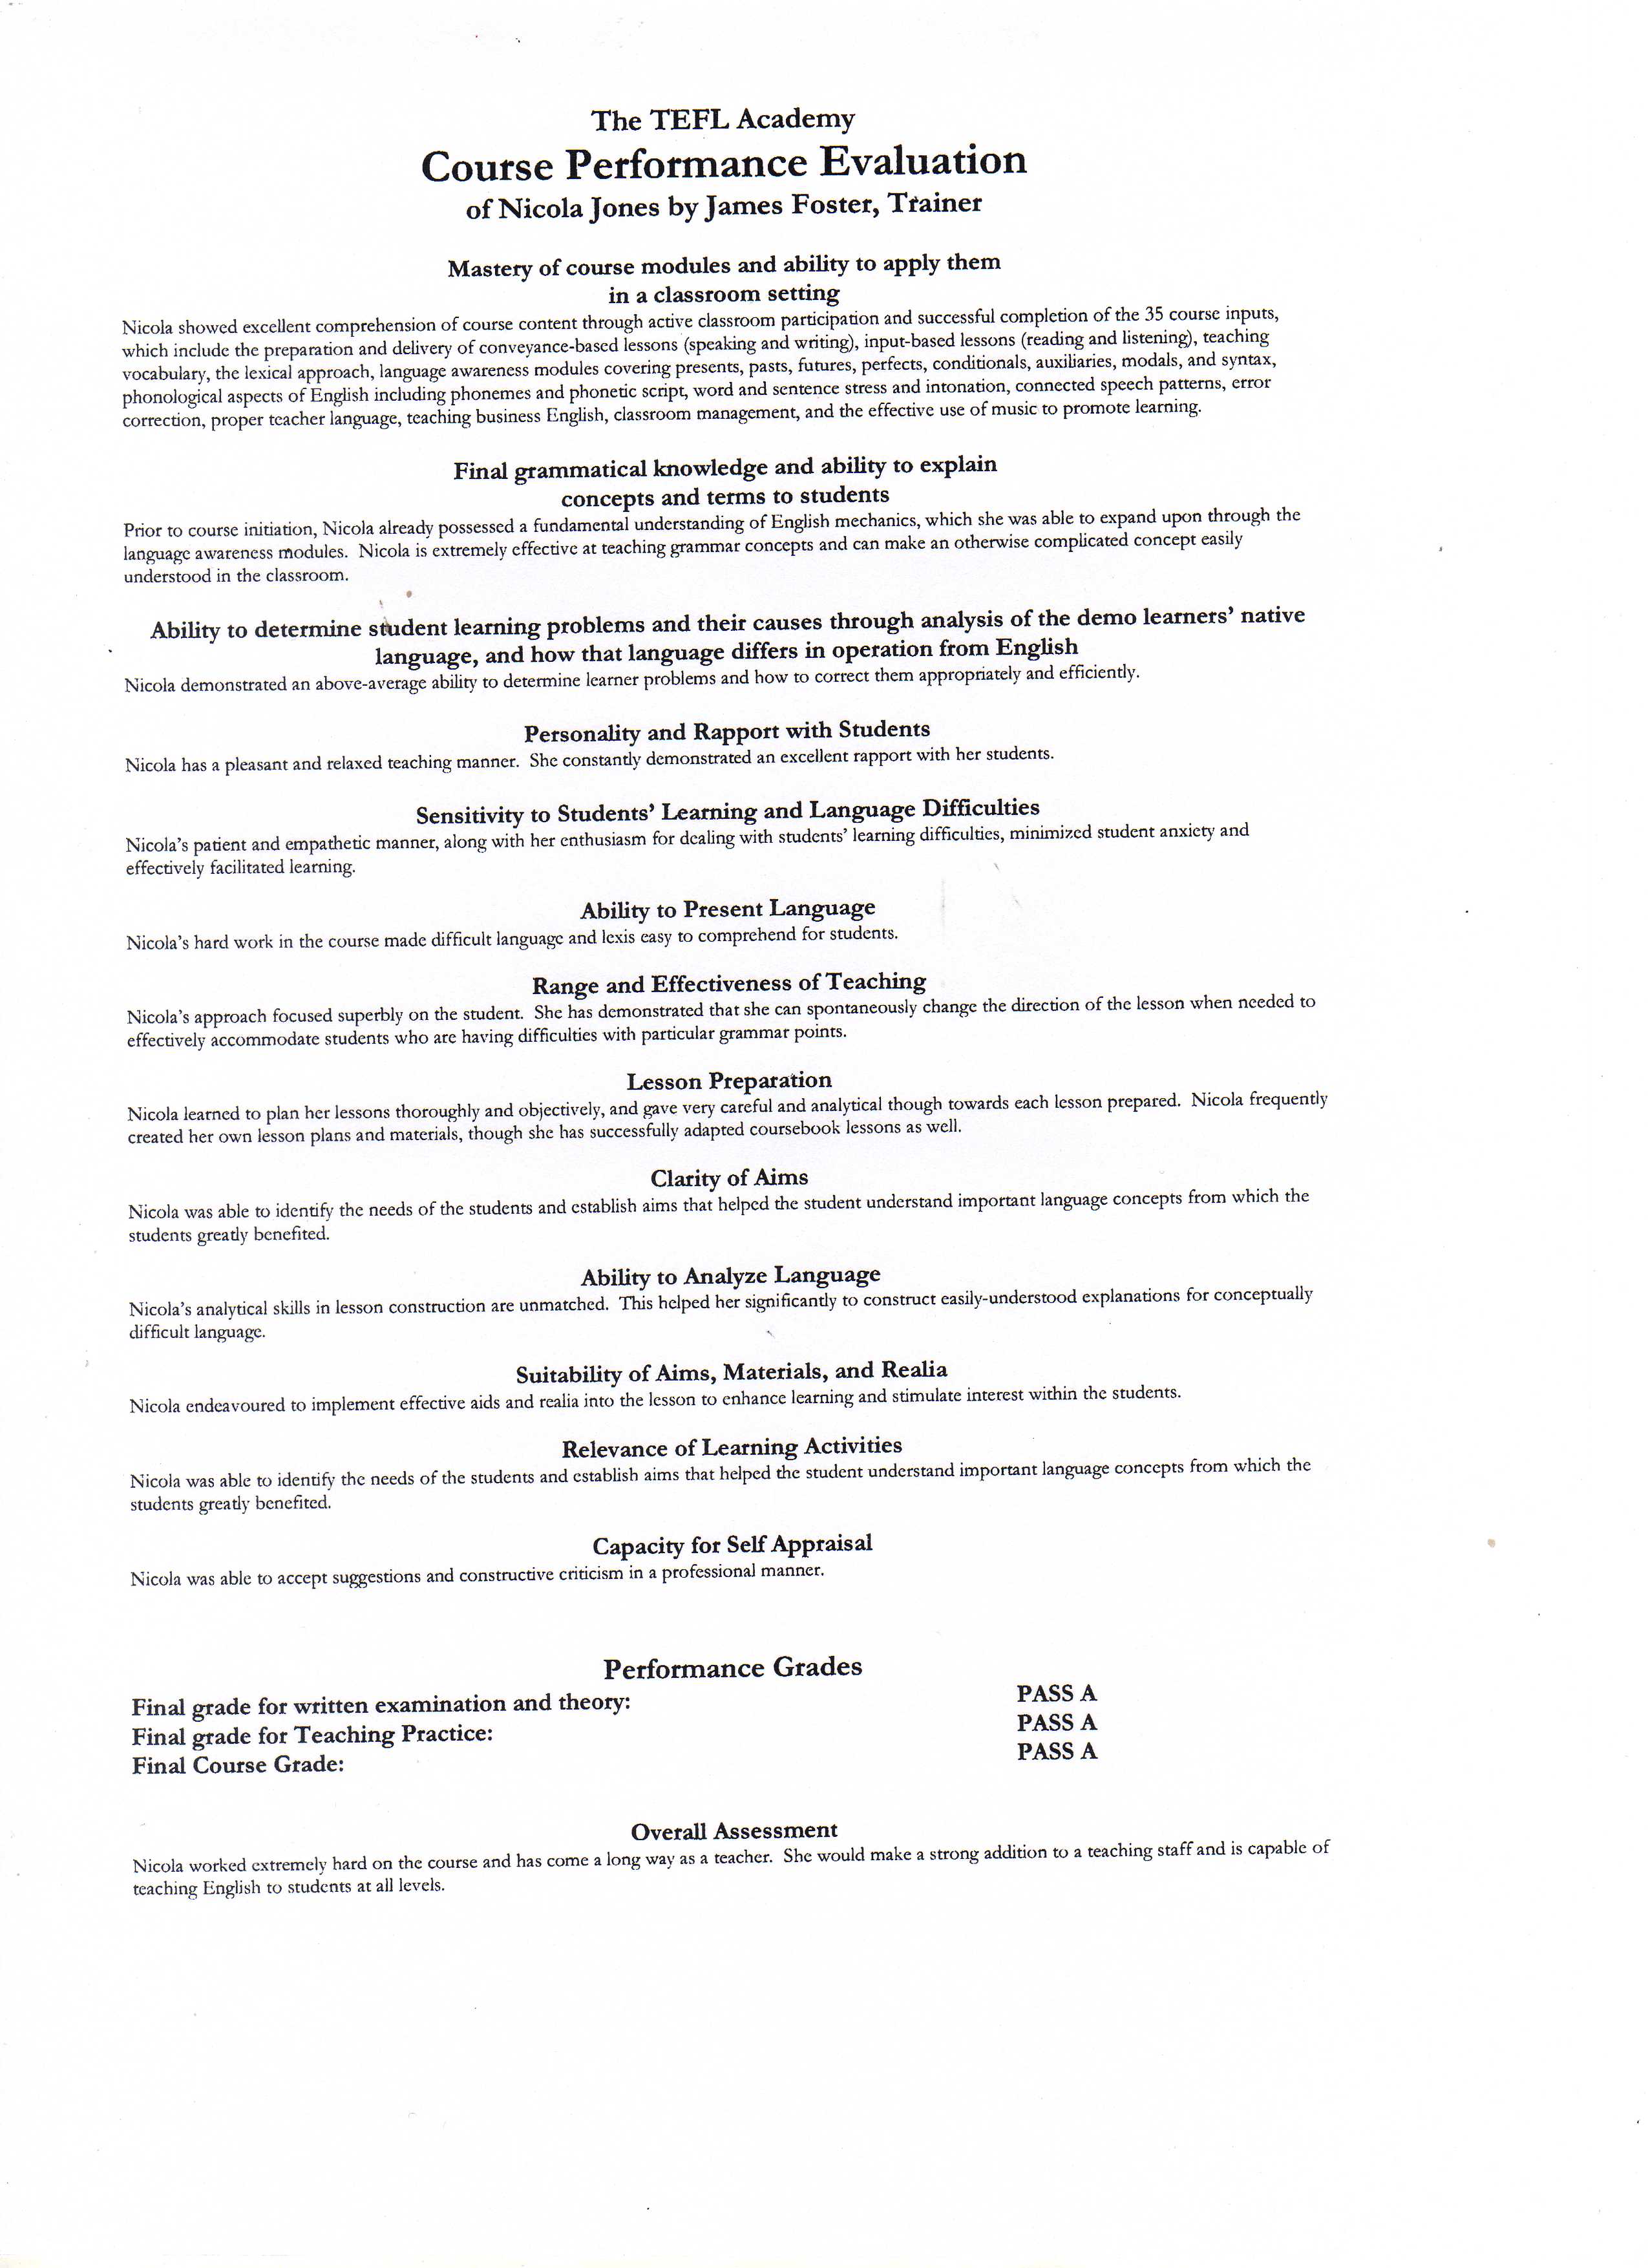 The TEFL Academy
Course Performance Evaluation
of Nicola Jones by James Foster, Trainer
Mastery of course modules and ability to apply them
in a classroom setting
Nicola showed excellent comprehension of course content through active classroom participation and successful completion of the 35 course inputs,
which include the preparation and delivery of conveyance-based lessons (speaking and writing), input-based lessons (reading and listening), teaching
vocabulary, the lexical approach, language awareness modules covering presents, pasts, futures, perfects, conditionals, auxiliaries, modals, and syntax,
phonological aspects of English including phonemes and phonetic script, word and sentence stress and intonation, connected speech patterns, error
correction, proper teacher language, teaching business English, classroom management, and the effective use of music to promote learning.
Final grammatical knowledge and ability to explain
concepts and terms to students
Prior to course initiation, Nicola already possessed a fundamental understanding of English mechanics, which she was able to expand upon through the
language awareness modules. Nicola is extremely effective at teaching grammar concepts and can make an otherwise complicated concept easily
understood in the classroom.
Ability to determine student learning problems and their causes through analysis of the demo learners' native
language, and how that language differs in operation from English
Nicola demonstrated an above-average ability to determine learner problems and how to correct them appropriately and efficiently.
Personality and Rapport with Students
Nicola has a pleasant and relaxed teaching manner. She constantly demonstrated an excellent rapport with her students.
Sensitivity to Students' Learning and Language Difficulties
Nicola's patient and empathetic manner, along with her enthusiasm for dealing with students' learning difficulties, minimized student anxiety and
effectively facilitated learning.
Ability to Present Language
Nicola's hard work in the course made difficult language and lexis easy to comprehend for students.
Range and Effectiveness of Teaching
Nicola's approach focused superbly on the student. She has demonstrated that she can spontaneously change the direction of the lesson when needed to
effectively accommodate students who are having difficulties with particular grammar points.
Lesson Preparation
Nicola learned to plan her lessons thoroughly and objectively, and gave very careful and analytical though towards each lesson prepared. Nicola frequently
created her own lesson plans and materials, though she has successfully adapted coursebook lessons as well.
Clarity of Aims
Nicola was able to identify the needs of the students and establish aims that helped the student understand important language concepts from which the
students greatly benefited.
Ability to Analyze Language
Nicola's analytical skills in lesson construction are unmatched. This helped her significantly to construct easily-understood explanations for conceptually
difficult language.
Suitability of Aims, Materials, and Realia
Nicola endeavoured to implement effective aids and realia into the lesson to enhance learning and stimulate interest within the students.
Relevance of Learning Activities
Nicola was able to identify the needs of the students and establish aims that helped the student understand important language concepts from which the
students greatly benefited.
Capacity for Self Appraisal
Nicola was able to accept suggestions and constructive criticism in a professional manner.
Performance Grades
Final grade for written examination and theory: PASS A
Final grade for Teaching Practice: PASS A
Final Course Grade: PASS A
Overall Assessment
Nicola worked extremely hard on the course and has come a long way as a teacher. She would make a strong addition to a teaching staff and is capable of
teaching English to students at all levels.